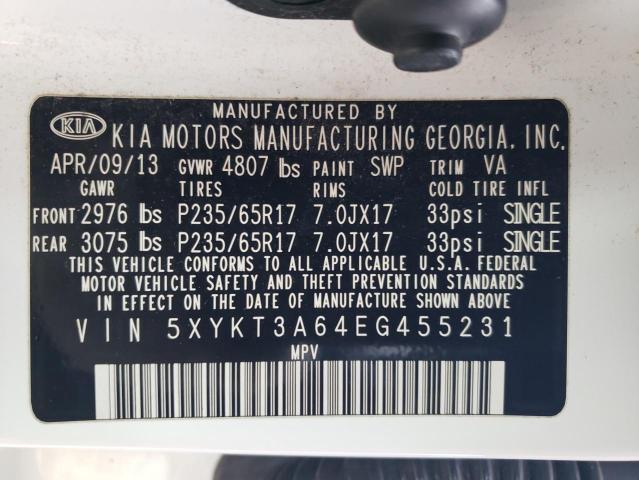 MANUFACTURED BY
KIA KIA MOTORS MANUFACTURING GEORGIA, INC.
APR/09/13 GVWR 4807 lbs PAINT SWP TRIM VA
GAWR TIRES RIMS COLD TIRE INFL
FRONT 2976 lbs P235/65R17 7.0JX17 33psi SINGLE
REAR 3075 lbs P235/65R17 7.0JX17 33psi SINGLE
THIS VEHICLE CONFORMS TO ALL APPLICABLE U.S.A. FEDERAL
MOTOR VEHICLE SAFETY AND THEFT PREVENTION STANDARDS
IN EFFECT ON THE DATE OF MANUFACTURE SHOWN ABOVE.
VIN 5XYKT3A64EG455231
MPV